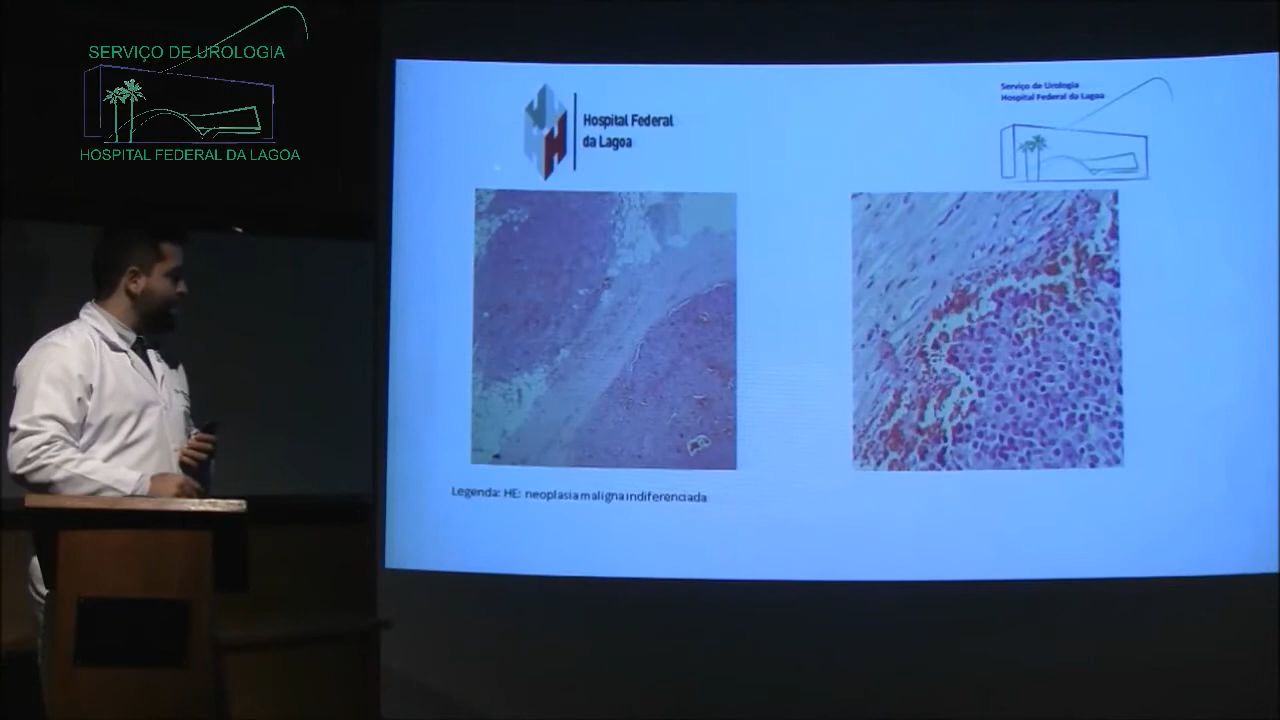 SERVIÇO DE UROLOGIA
HOSPITAL FEDERAL DA LAGOA
Hospital Federal
da Lagoa
Serviço de Urologia
Hospital Federal da Lagoa
Legenda: HE: neoplasia maligna indiferenciada